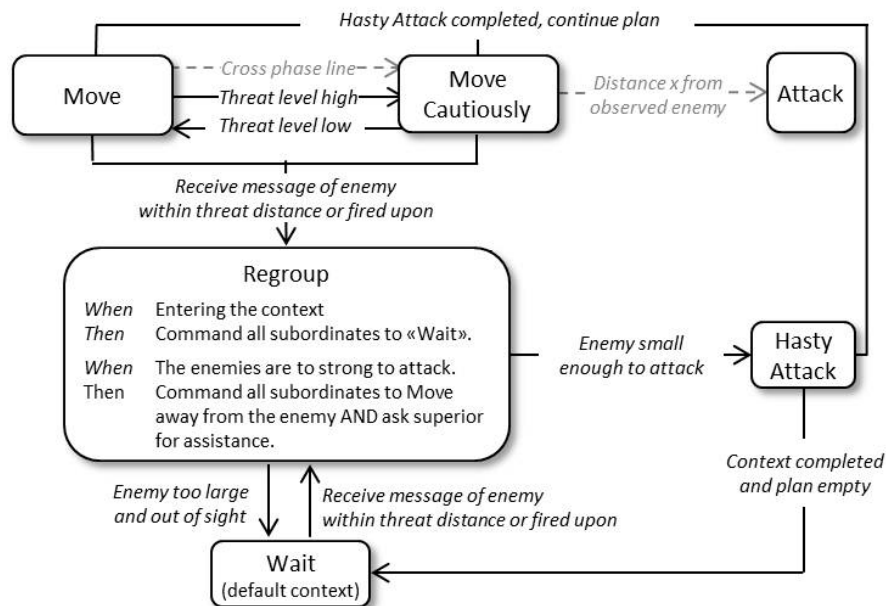 Hasty Attack completed, continue plan
Move
Cross phase line
Threat level high
Threat level low
Move
Cautiously
Distance x from
observed enemy
Attack
Receive message of enemy
within threat distance or fired upon
Regroup
When Entering the context
Then Command all subordinates to «Wait».
When The enemies are to strong to attack.
Then Command all subordinates to Move
away from the enemy AND ask superior
for assistance.
Enemy small
enough to attack
Hasty
Attack
Context completed
and plan empty
Enemy too large
and out of sight
Receive message of enemy
within threat distance or fired upon
Wait
(default context)